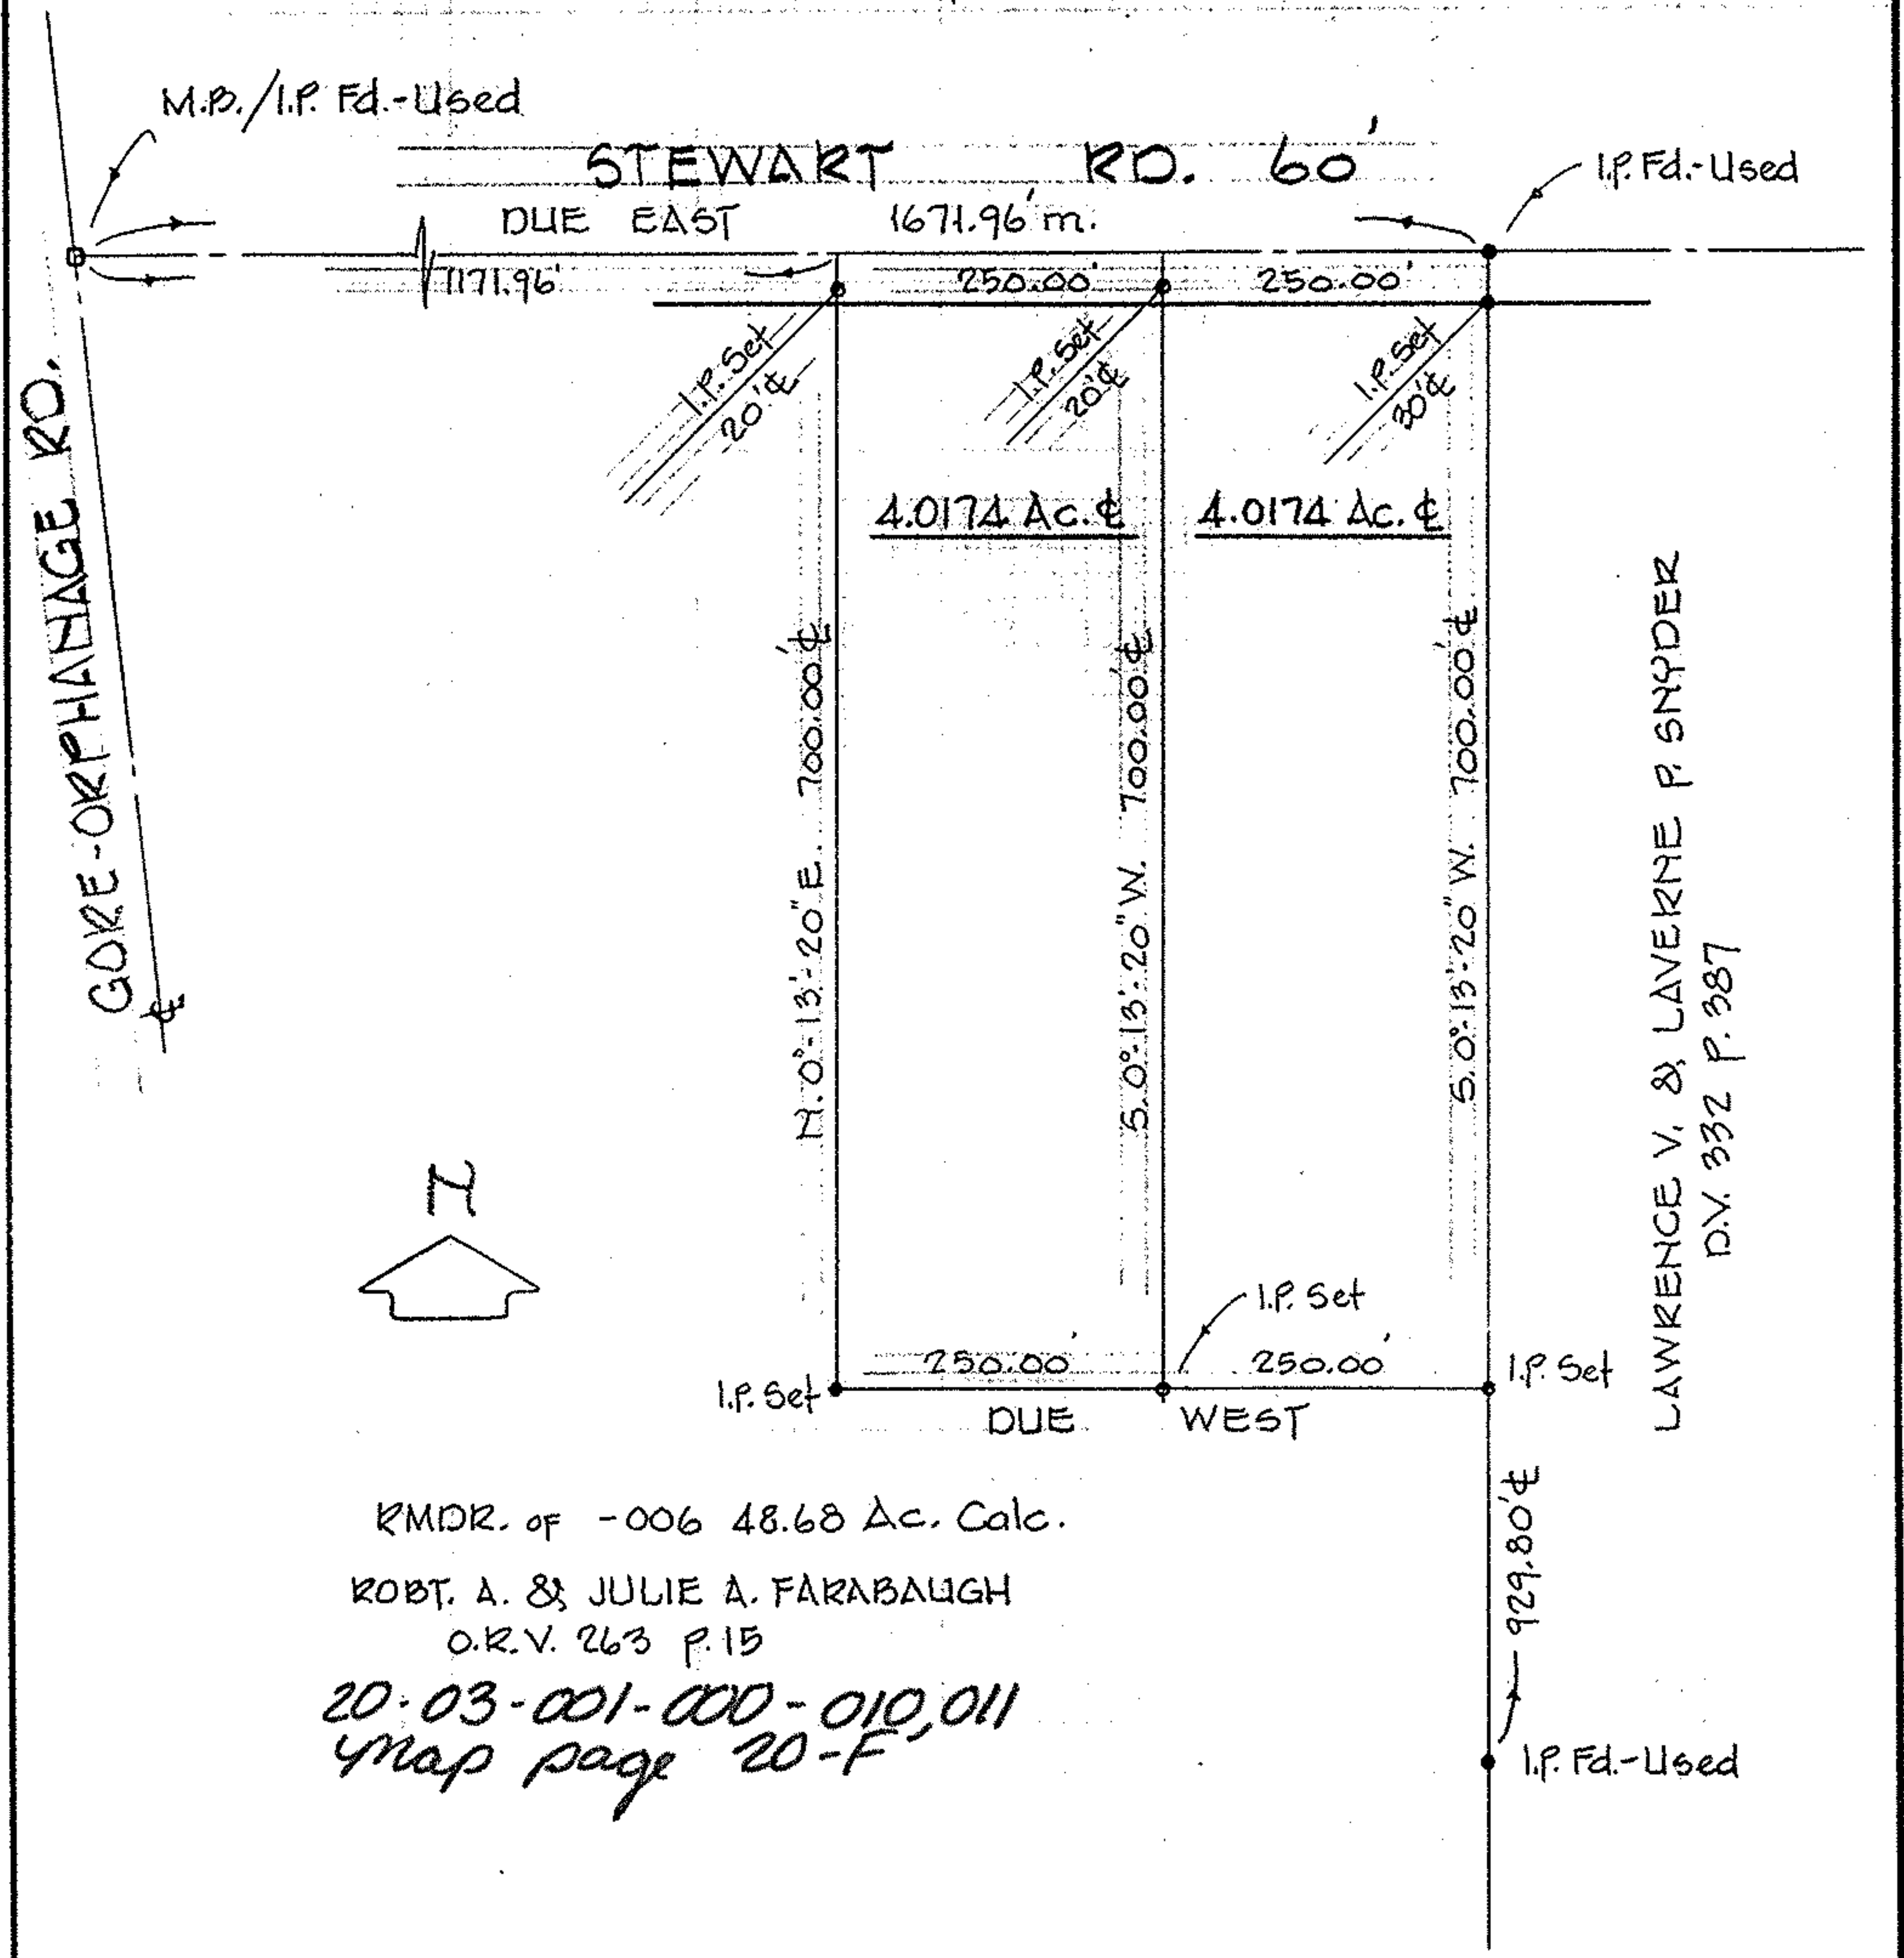 M.B./I.P. Fd.-Used
STEWART RD. 60'
I.P. Fd.-Used
DUE EAST 1671.96' m.
1171.96'
250.00'
250.00'
I.P. Set
20' ℄
I.P. Set
20' ℄
I.P. Set
30' ℄
GORE-ORPHANAGE RD.
℄
4.0174 Ac. ℄
4.0174 Ac. ℄
N. 0°-13'-20" E. 700.00' ℄
S. 0°-13'-20" W. 700.00' ℄
S. 0°-13'-20" W. 700.00' ℄
LAWRENCE V. & LAVERNE P. SNYDER
D.V. 332 P. 387
N
I.P. Set
250.00'
250.00'
I.P. Set
I.P. Set
DUE WEST
929.80' ℄
RMDR. OF -006 48.68 Ac. Calc.
ROBT. A. & JULIE A. FARABAUGH
O.R.V. 263 P. 15
20-03-001-000-010,011
Map page 20-F
I.P. Fd.-Used